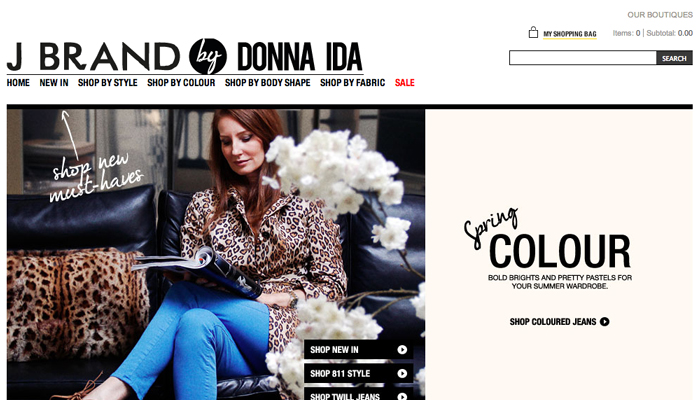 OUR BOUTIQUES
MY SHOPPING BAG Items: 0 | Subtotal: 0.00
SEARCH
J BRAND by DONNA IDA
HOME NEW IN SHOP BY STYLE SHOP BY COLOUR SHOP BY BODY SHAPE SHOP BY FABRIC SALE
shop new
must-haves
Spring
COLOUR
BOLD BRIGHTS AND PRETTY PASTELS FOR
YOUR SUMMER WARDROBE.
SHOP COLOURED JEANS
SHOP NEW IN
SHOP 811 STYLE
SHOP TWILL JEANS